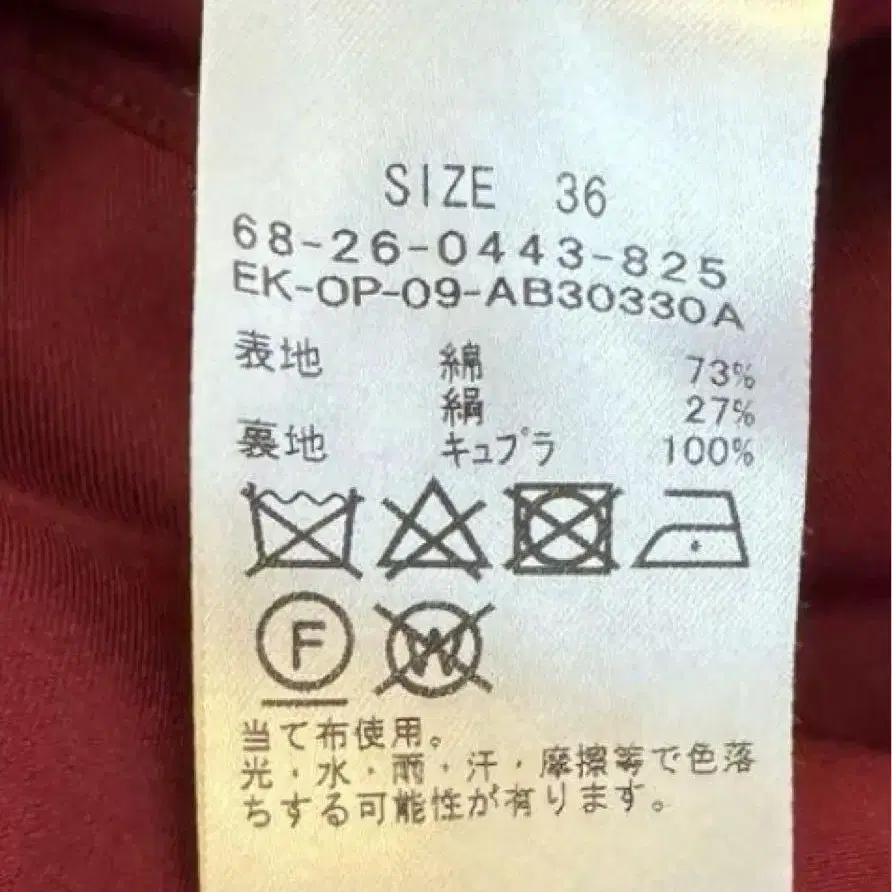 SIZE 36
68-26-0443-825
EK-OP-09-AB30330A
表地 綿 73%
絹 27%
裏地 キュプラ 100%
F W
当て布使用。
光・水・雨・汗・摩擦等で色落
ちする可能性が有ります。